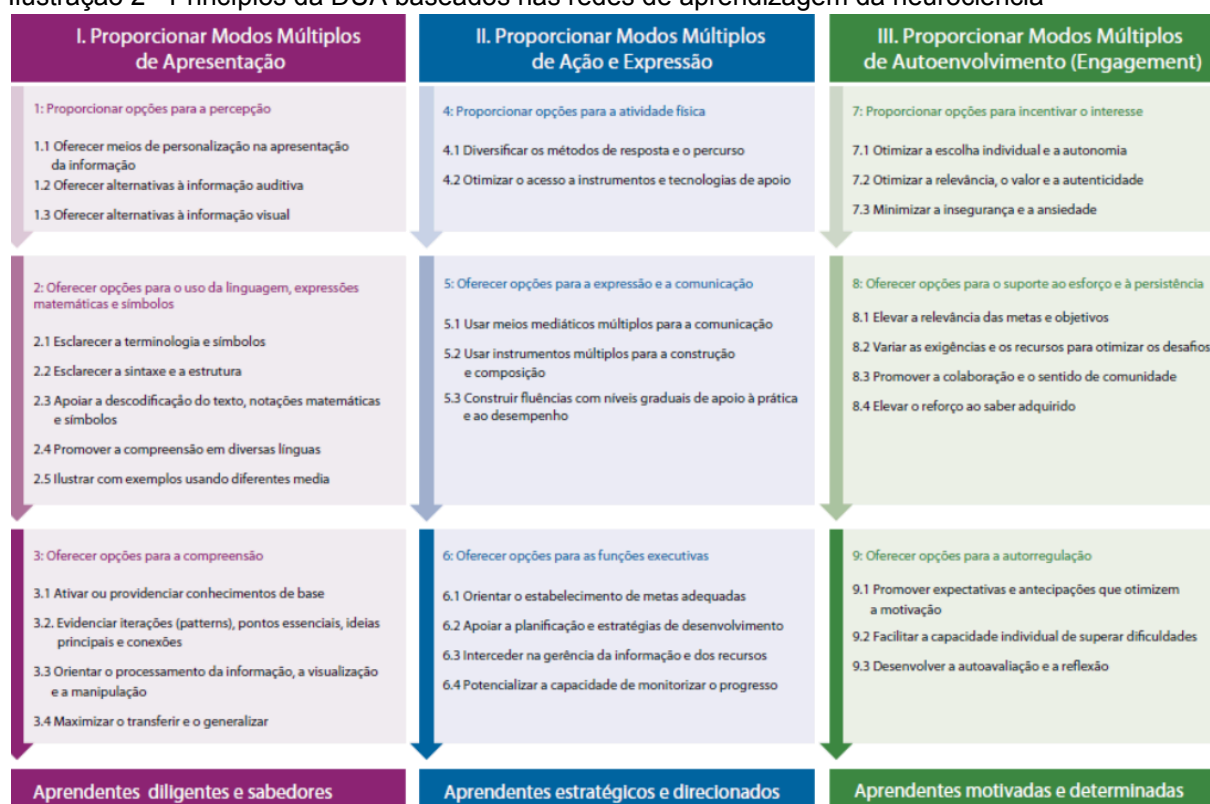 Ilustração 2 - Princípios da DUA baseados nas redes de aprendizagem da neurociência
I. Proporcionar Modos Múltiplos
de Apresentação
1: Proporcionar opções para a percepção
1.1 Oferecer meios de personalização na apresentação
da informação
1.2 Oferecer alternativas à informação auditiva
1.3 Oferecer alternativas à informação visual
2: Oferecer opções para o uso da linguagem, expressões
matemáticas e símbolos
2.1 Esclarecer a terminologia e símbolos
2.2 Esclarecer a sintaxe e a estrutura
2.3 Apoiar a descodificação do texto, notações matemáticas
e símbolos
2.4 Promover a compreensão em diversas línguas
2.5 Ilustrar com exemplos usando diferentes media
3: Oferecer opções para a compreensão
3.1 Ativar ou providenciar conhecimentos de base
3.2. Evidenciar iterações (patterns), pontos essenciais, ideias
principais e conexões
3.3 Orientar o processamento da informação, a visualização
e a manipulação
3.4 Maximizar o transferir e o generalizar
Aprendentes diligentes e sabedores
II. Proporcionar Modos Múltiplos
de Ação e Expressão
4: Proporcionar opções para a atividade física
4.1 Diversificar os métodos de resposta e o percurso
4.2 Otimizar o acesso a instrumentos e tecnologias de apoio
5: Oferecer opções para a expressão e a comunicação
5.1 Usar meios mediáticos múltiplos para a comunicação
5.2 Usar instrumentos múltiplos para a construção
e composição
5.3 Construir fluências com níveis graduais de apoio à prática
e ao desempenho
6: Oferecer opções para as funções executivas
6.1 Orientar o estabelecimento de metas adequadas
6.2 Apoiar a planificação e estratégias de desenvolvimento
6.3 Interceder na gerência da informação e dos recursos
6.4 Potencializar a capacidade de monitorizar o progresso
Aprendentes estratégicos e direcionados
III. Proporcionar Modos Múltiplos
de Autoenvolvimento (Engagement)
7: Proporcionar opções para incentivar o interesse
7.1 Otimizar a escolha individual e a autonomia
7.2 Otimizar a relevância, o valor e a autenticidade
7.3 Minimizar a insegurança e a ansiedade
8: Oferecer opções para o suporte ao esforço e à persistência
8.1 Elevar a relevância das metas e objetivos
8.2 Variar as exigências e os recursos para otimizar os desafios
8.3 Promover a colaboração e o sentido de comunidade
8.4 Elevar o reforço ao saber adquirido
9: Oferecer opções para a autorregulação
9.1 Promover expectativas e antecipações que otimizem
a motivação
9.2 Facilitar a capacidade individual de superar dificuldades
9.3 Desenvolver a autoavaliação e a reflexão
Aprendentes motivadas e determinadas